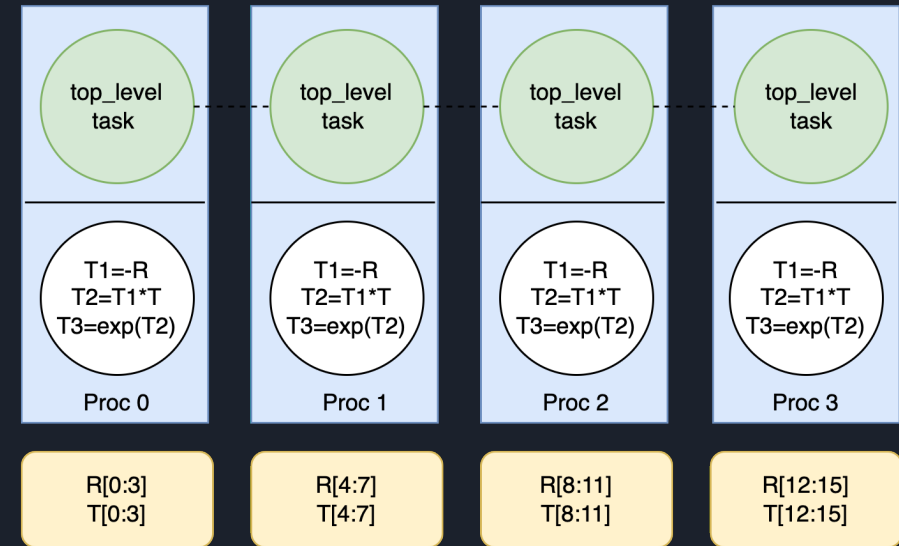 top_level
task
top_level
task
top_level
task
top_level
task
T1=-R
T2=T1*T
T3=exp(T2)
T1=-R
T2=T1*T
T3=exp(T2)
T1=-R
T2=T1*T
T3=exp(T2)
T1=-R
T2=T1*T
T3=exp(T2)
Proc 0
Proc 1
Proc 2
Proc 3
R[0:3]
T[0:3]
R[4:7]
T[4:7]
R[8:11]
T[8:11]
R[12:15]
T[12:15]